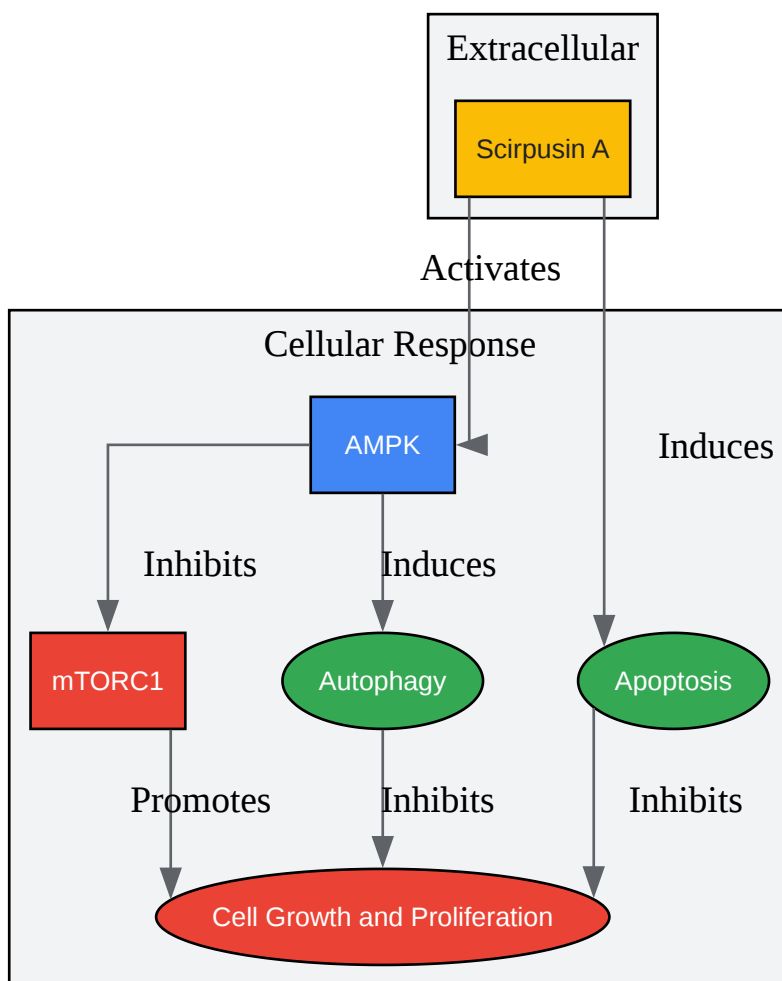 Extracellular
Scirpusin A
Activates
Cellular Response
AMPK
Induces
Inhibits
Induces
mTORC1
Autophagy
Apoptosis
Promotes
Inhibits
Inhibits
Cell Growth and Proliferation